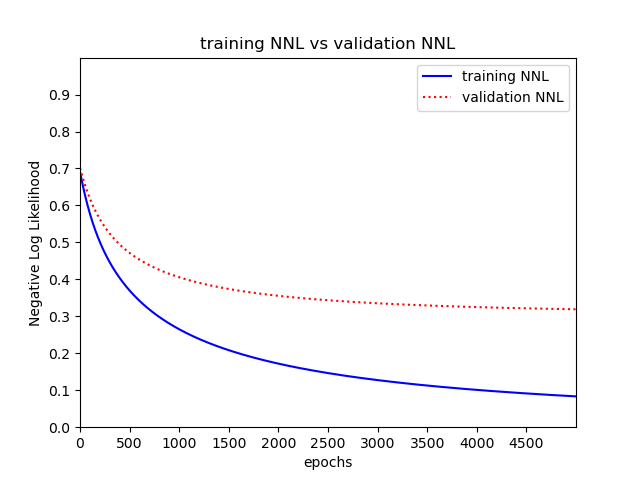 training NNL vs validation NNL
training NNL
validation NNL
0.9
0.8
0.7
0.6
0.5
0.4
0.3
0.2
0.1
0.0
Negative Log Likelihood
0 500 1000 1500 2000 2500 3000 3500 4000 4500
epochs